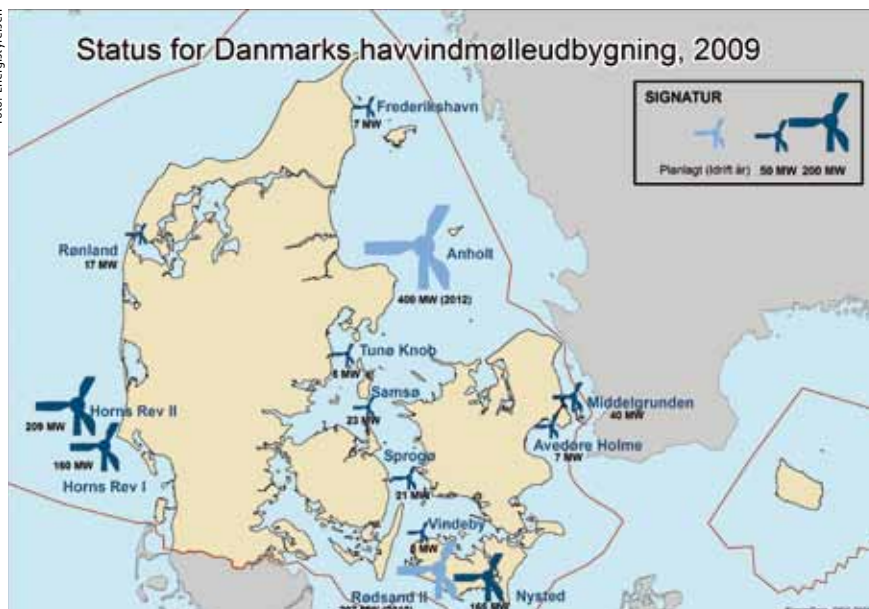 Status for Danmarks havvindmølleudbygning, 2009
SIGNATUR
Planlagt (Idrift år)
50 MW 200 MW
Frederikshavn
7 MW
Rønland
17 MW
Anholt
400 MW (2012)
Tunø Knob
5 MW
Samsø
23 MW
Horns Rev II
209 MW
Horns Rev I
160 MW
Middelgrunden
40 MW
Avedøre Holme
7 MW
Sprogø
21 MW
Vindeby
5 MW
Rødsand II
Nysted
165 MW